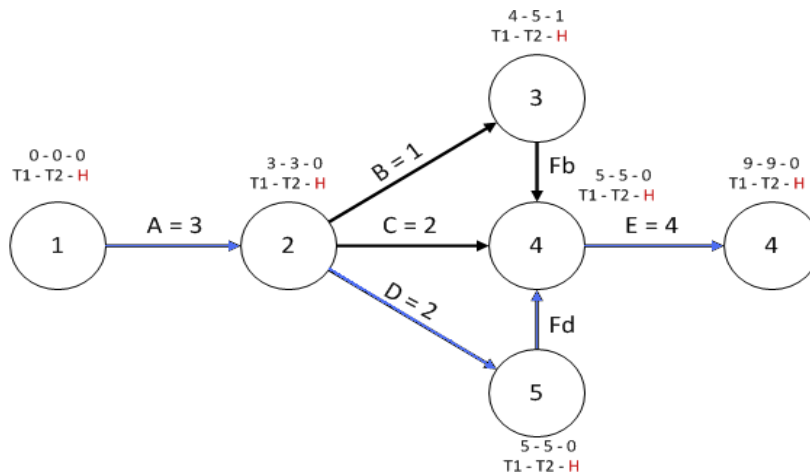 4 - 5 - 1
T1 - T2 - H
3
0 - 0 - 0
T1 - T2 - H
3 - 3 - 0
T1 - T2 - H
B = 1
Fb
5 - 5 - 0
T1 - T2 - H
9 - 9 - 0
T1 - T2 - H
1
A = 3
2
C = 2
4
E = 4
4
D = 2
Fd
5
5 - 5 - 0
T1 - T2 - H